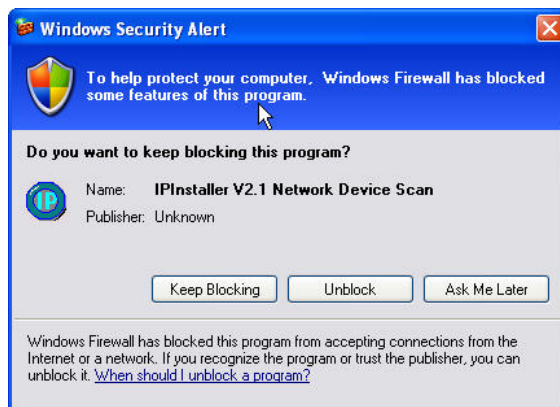 Windows Security Alert
To help protect your computer, Windows Firewall has blocked
some features of this program.
Do you want to keep blocking this program?
IP
Name: IPInstaller V2.1 Network Device Scan
Publisher: Unknown
Keep Blocking Unblock Ask Me Later
Windows Firewall has blocked this program from accepting connections from the
Internet or a network. If you recognize the program or trust the publisher, you can
unblock it. When should I unblock a program?